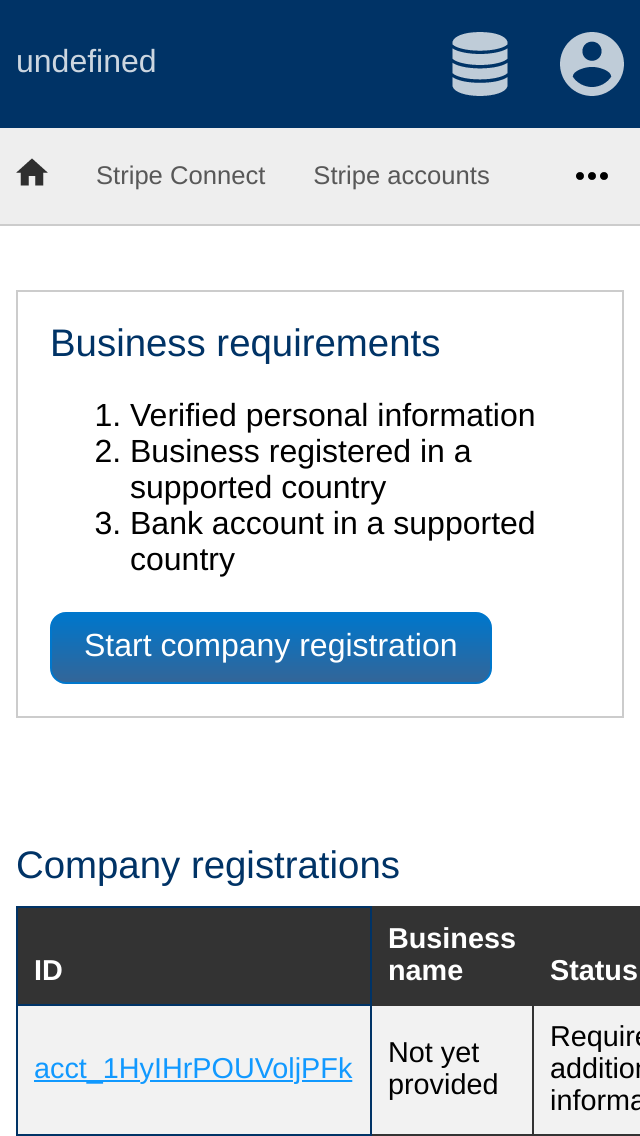 undefined
Stripe Connect Stripe accounts
Business requirements
1. Verified personal information
2. Business registered in a
supported country
3. Bank account in a supported
country
Start company registration
Company registrations
ID Business name Status
acct_1HyIHrPOUVoljPFk Not yet provided